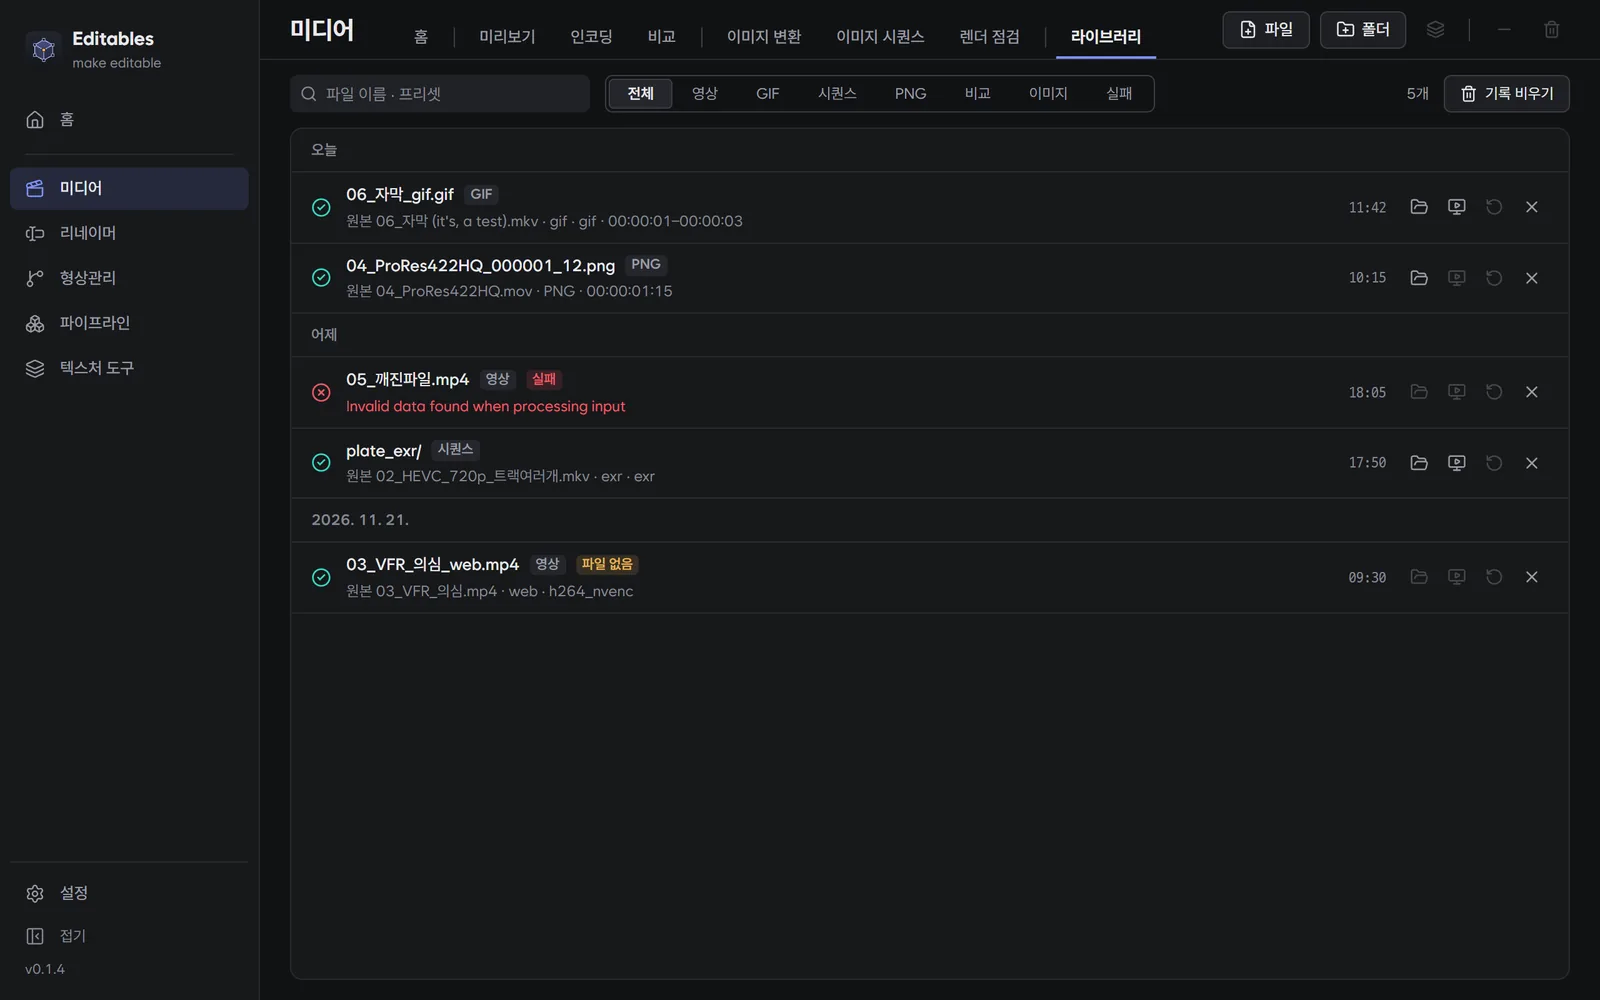 Editables
make editable
홈
미디어
리네이머
형상관리
파이프라인
텍스처 도구
설정
접기
v0.1.4
미디어
홈 미리보기 인코딩 비교 이미지 변환 이미지 시퀀스 렌더 점검 라이브러리
파일 폴더
파일 이름 · 프리셋
전체 영상 GIF 시퀀스 PNG 비교 이미지 실패
5개 기록 비우기
오늘
06_자막_gif.gif GIF
원본 06_자막 (it's, a test).mkv · gif · gif · 00:00:01–00:00:03
11:42
04_ProRes422HQ_000001_12.png PNG
원본 04_ProRes422HQ.mov · PNG · 00:00:01:15
10:15
어제
05_깨진파일.mp4 영상 실패
Invalid data found when processing input
18:05
plate_exr/ 시퀀스
원본 02_HEVC_720p_트랙여러개.mkv · exr · exr
17:50
2026. 11. 21.
03_VFR_의심_web.mp4 영상 파일 없음
원본 03_VFR_의심.mp4 · web · h264_nvenc
09:30